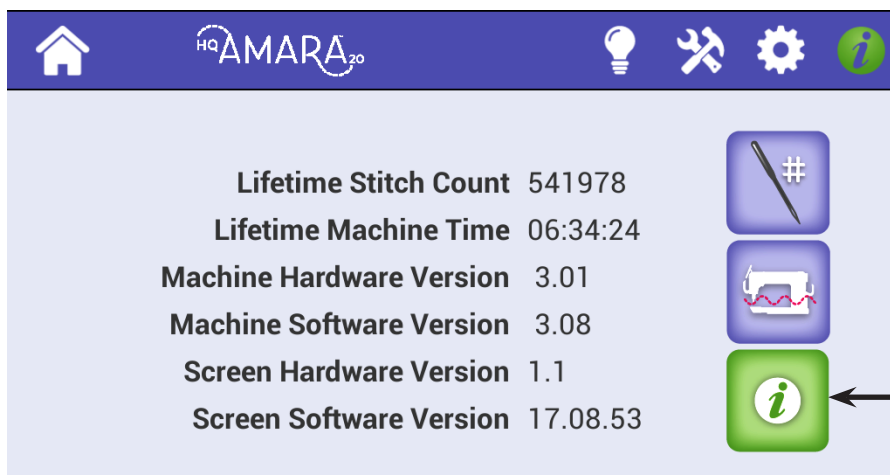 HQ AMARA 20
i
Lifetime Stitch Count 541978
#
Lifetime Machine Time 06:34:24
Machine Hardware Version 3.01
Machine Software Version 3.08
Screen Hardware Version 1.1
i
Screen Software Version 17.08.53